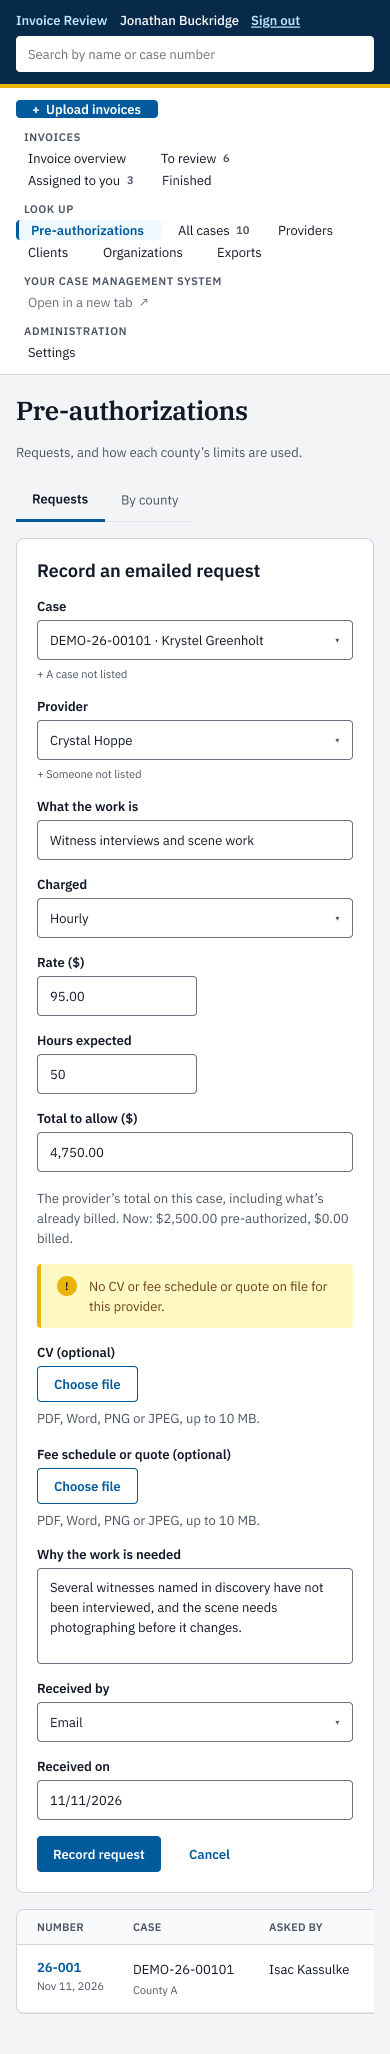 Invoice Review Jonathan Buckridge Sign out
Search by name or case number
+ Upload invoices
INVOICES
Invoice overview To review 6
Assigned to you 3 Finished
LOOK UP
Pre-authorizations All cases 10 Providers
Clients Organizations Exports
YOUR CASE MANAGEMENT SYSTEM
Open in a new tab ↗
ADMINISTRATION
Settings
Pre-authorizations
Requests, and how each county’s limits are used.
Requests By county
Record an emailed request
Case
DEMO-26-00101 · Krystel Greenholt
+ A case not listed
Provider
Crystal Hoppe
+ Someone not listed
What the work is
Witness interviews and scene work
Charged
Hourly
Rate ($)
95.00
Hours expected
50
Total to allow ($)
4,750.00
The provider’s total on this case, including what’s
already billed. Now: $2,500.00 pre-authorized, $0.00
billed.
! No CV or fee schedule or quote on file for
this provider.
CV (optional)
Choose file
PDF, Word, PNG or JPEG, up to 10 MB.
Fee schedule or quote (optional)
Choose file
PDF, Word, PNG or JPEG, up to 10 MB.
Why the work is needed
Several witnesses named in discovery have not
been interviewed, and the scene needs
photographing before it changes.
Received by
Email
Received on
11/11/2026
Record request Cancel
NUMBER CASE ASKED BY
26-001 DEMO-26-00101 Isac Kassulke
Nov 11, 2026 County A